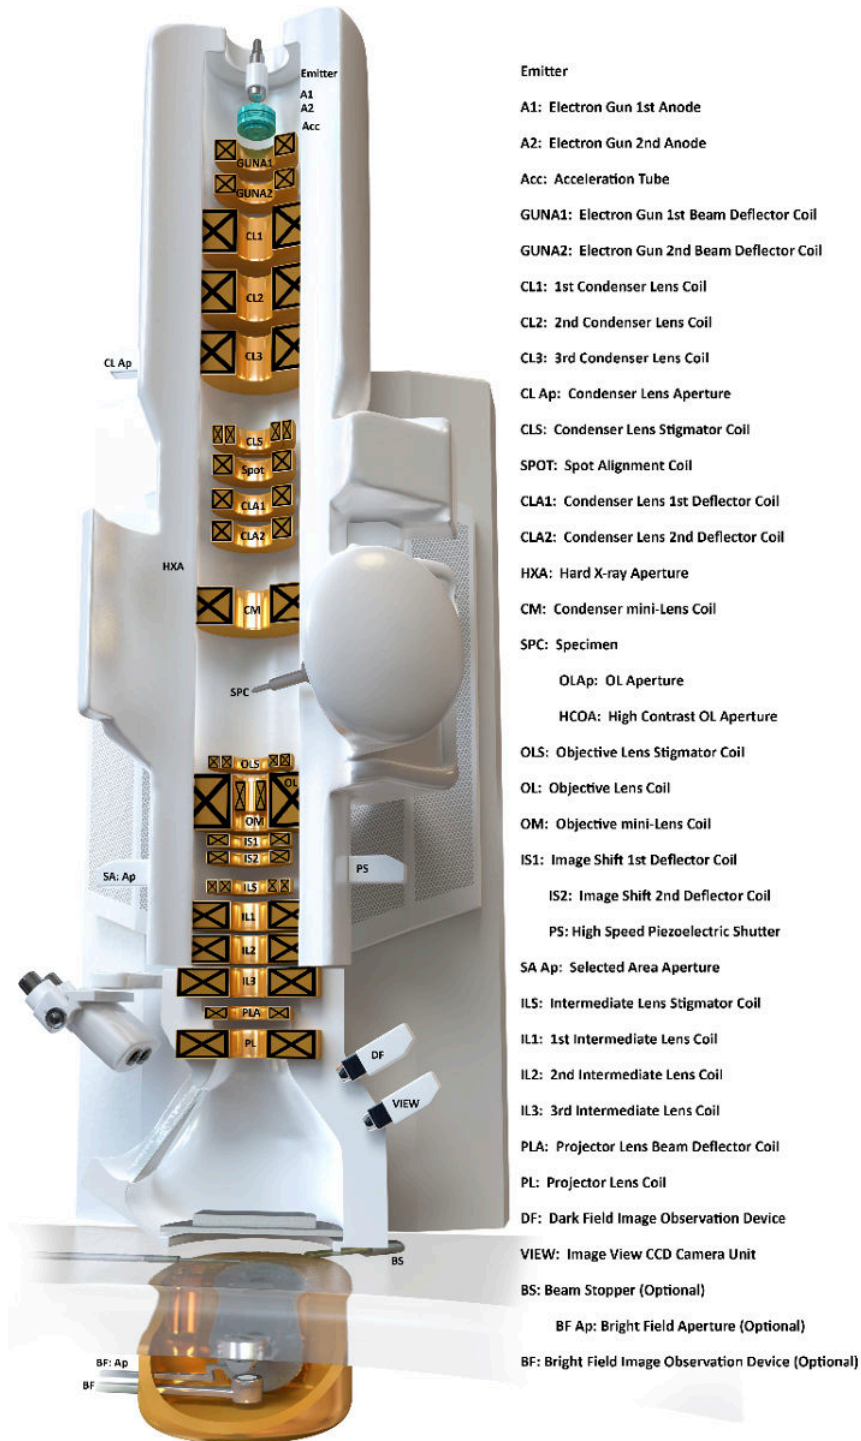 Emitter
A1
A2
Acc
GUNA1
GUNA2
CL1
CL2
CL3
CL Ap
CLS
Spot
CLA1
CLA2
HXA
CM
SPC
OLS
OL
OM
IS1
IS2
SA: Ap
PS
ILS
IL1
IL2
IL3
PLA
PL
DF
VIEW
BS
BF: Ap
BF
Emitter
A1: Electron Gun 1st Anode
A2: Electron Gun 2nd Anode
Acc: Acceleration Tube
GUNA1: Electron Gun 1st Beam Deflector Coil
GUNA2: Electron Gun 2nd Beam Deflector Coil
CL1: 1st Condenser Lens Coil
CL2: 2nd Condenser Lens Coil
CL3: 3rd Condenser Lens Coil
CL Ap: Condenser Lens Aperture
CLS: Condenser Lens Stigmator Coil
SPOT: Spot Alignment Coil
CLA1: Condenser Lens 1st Deflector Coil
CLA2: Condenser Lens 2nd Deflector Coil
HXA: Hard X-ray Aperture
CM: Condenser mini-Lens Coil
SPC: Specimen
OLAp: OL Aperture
HCOA: High Contrast OL Aperture
OLS: Objective Lens Stigmator Coil
OL: Objective Lens Coil
OM: Objective mini-Lens Coil
IS1: Image Shift 1st Deflector Coil
IS2: Image Shift 2nd Deflector Coil
PS: High Speed Piezoelectric Shutter
SA Ap: Selected Area Aperture
ILS: Intermediate Lens Stigmator Coil
IL1: 1st Intermediate Lens Coil
IL2: 2nd Intermediate Lens Coil
IL3: 3rd Intermediate Lens Coil
PLA: Projector Lens Beam Deflector Coil
PL: Projector Lens Coil
DF: Dark Field Image Observation Device
VIEW: Image View CCD Camera Unit
BS: Beam Stopper (Optional)
BF Ap: Bright Field Aperture (Optional)
BF: Bright Field Image Observation Device (Optional)